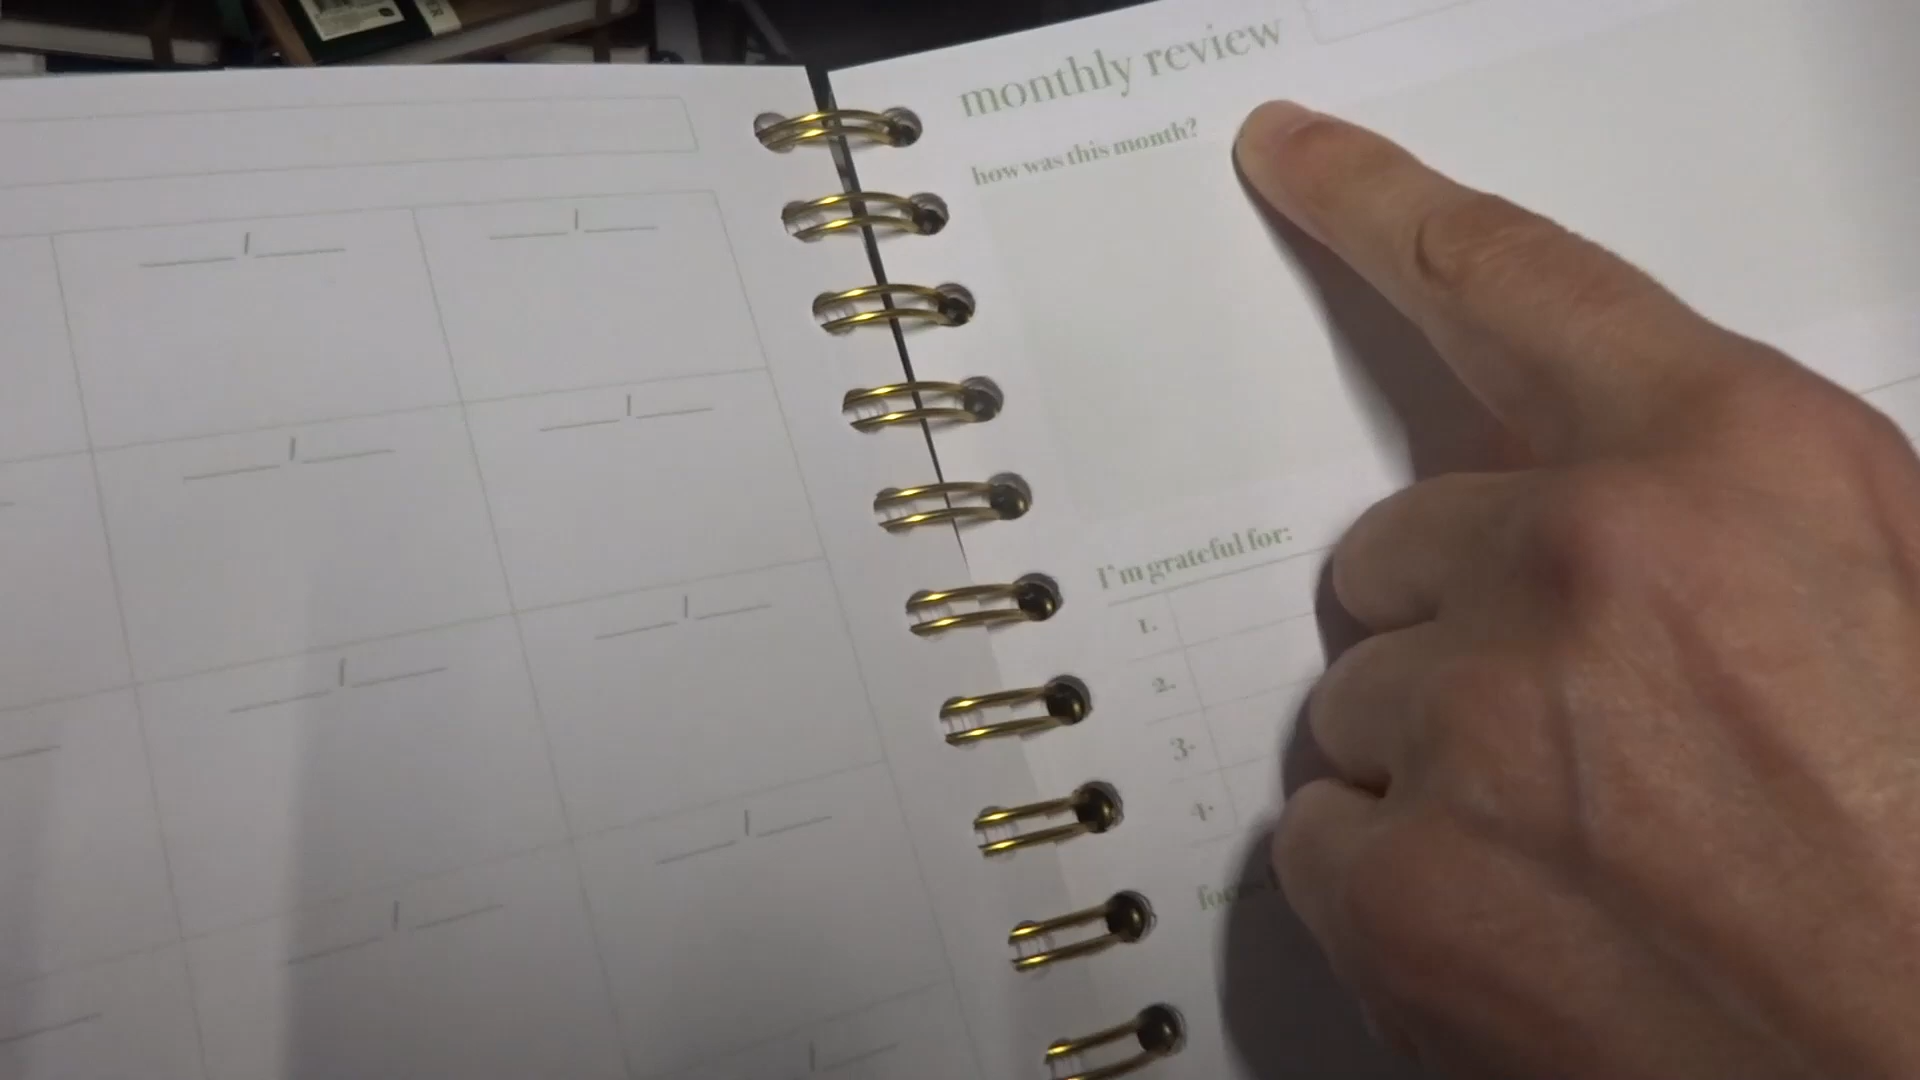 monthly review
how was this month?
I'm grateful for:
1.
2.
3.
4.